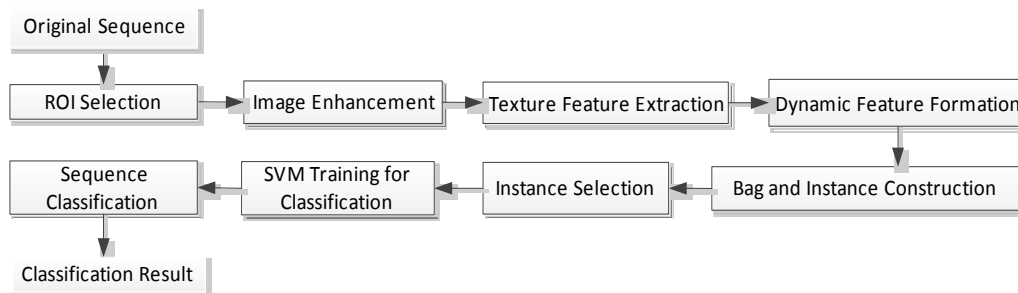 Original Sequence
ROI Selection
Image Enhancement
Texture Feature Extraction
Dynamic Feature Formation
Bag and Instance Construction
Instance Selection
SVM Training for
Classification
Sequence
Classification
Classification Result